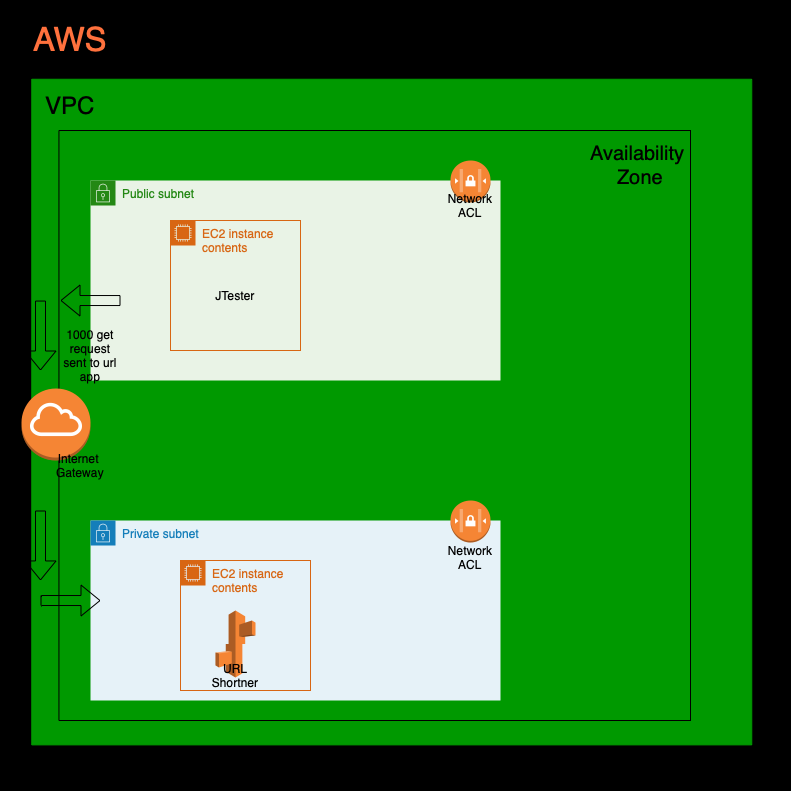 AWS
VPC
Availability
Zone
Public subnet
Network
ACL
EC2 instance
contents
JTester
1000 get
request
sent to url
app
Internet
Gateway
Private subnet
Network
ACL
EC2 instance
contents
URL
Shortner